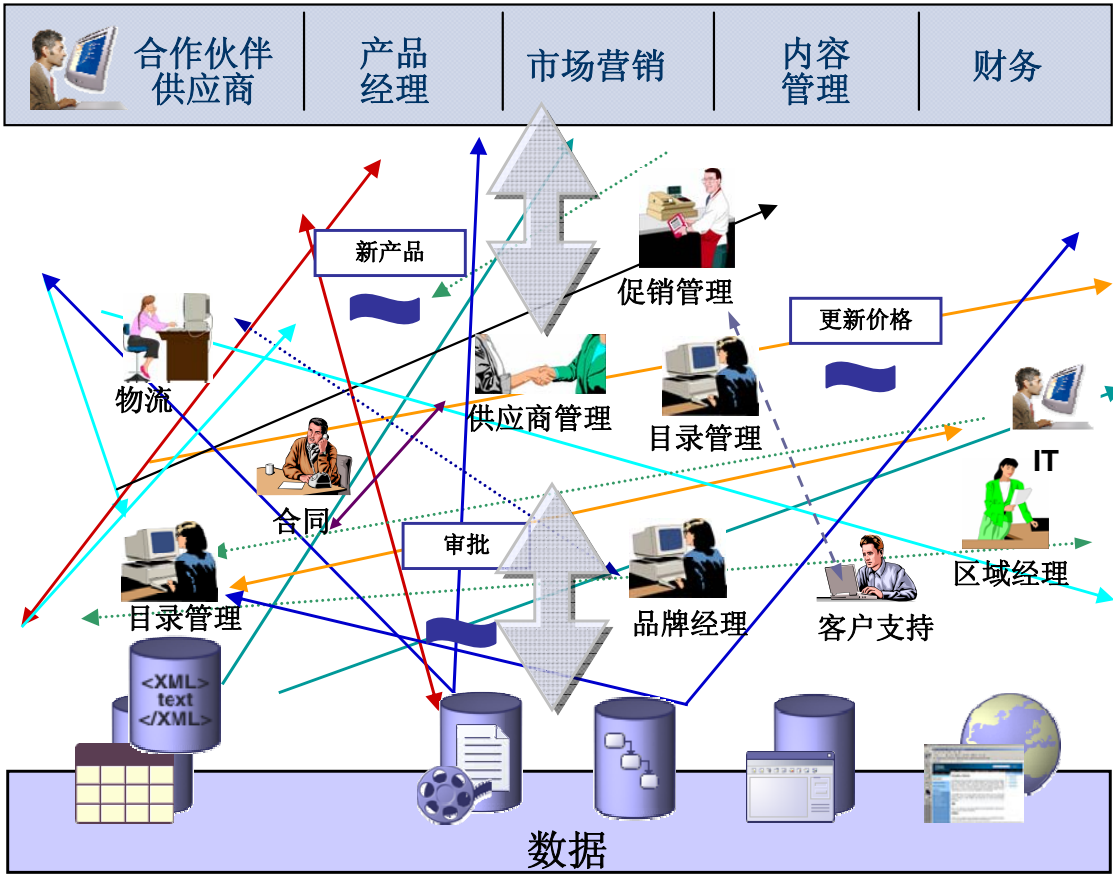 合作伙伴
供应商
产品
经理
市场营销
内容
管理
财务
新产品
促销管理
更新价格
物流
供应商管理
目录管理
IT
合同
审批
区域经理
目录管理
品牌经理
客户支持
<XML>
text
</XML>
数据